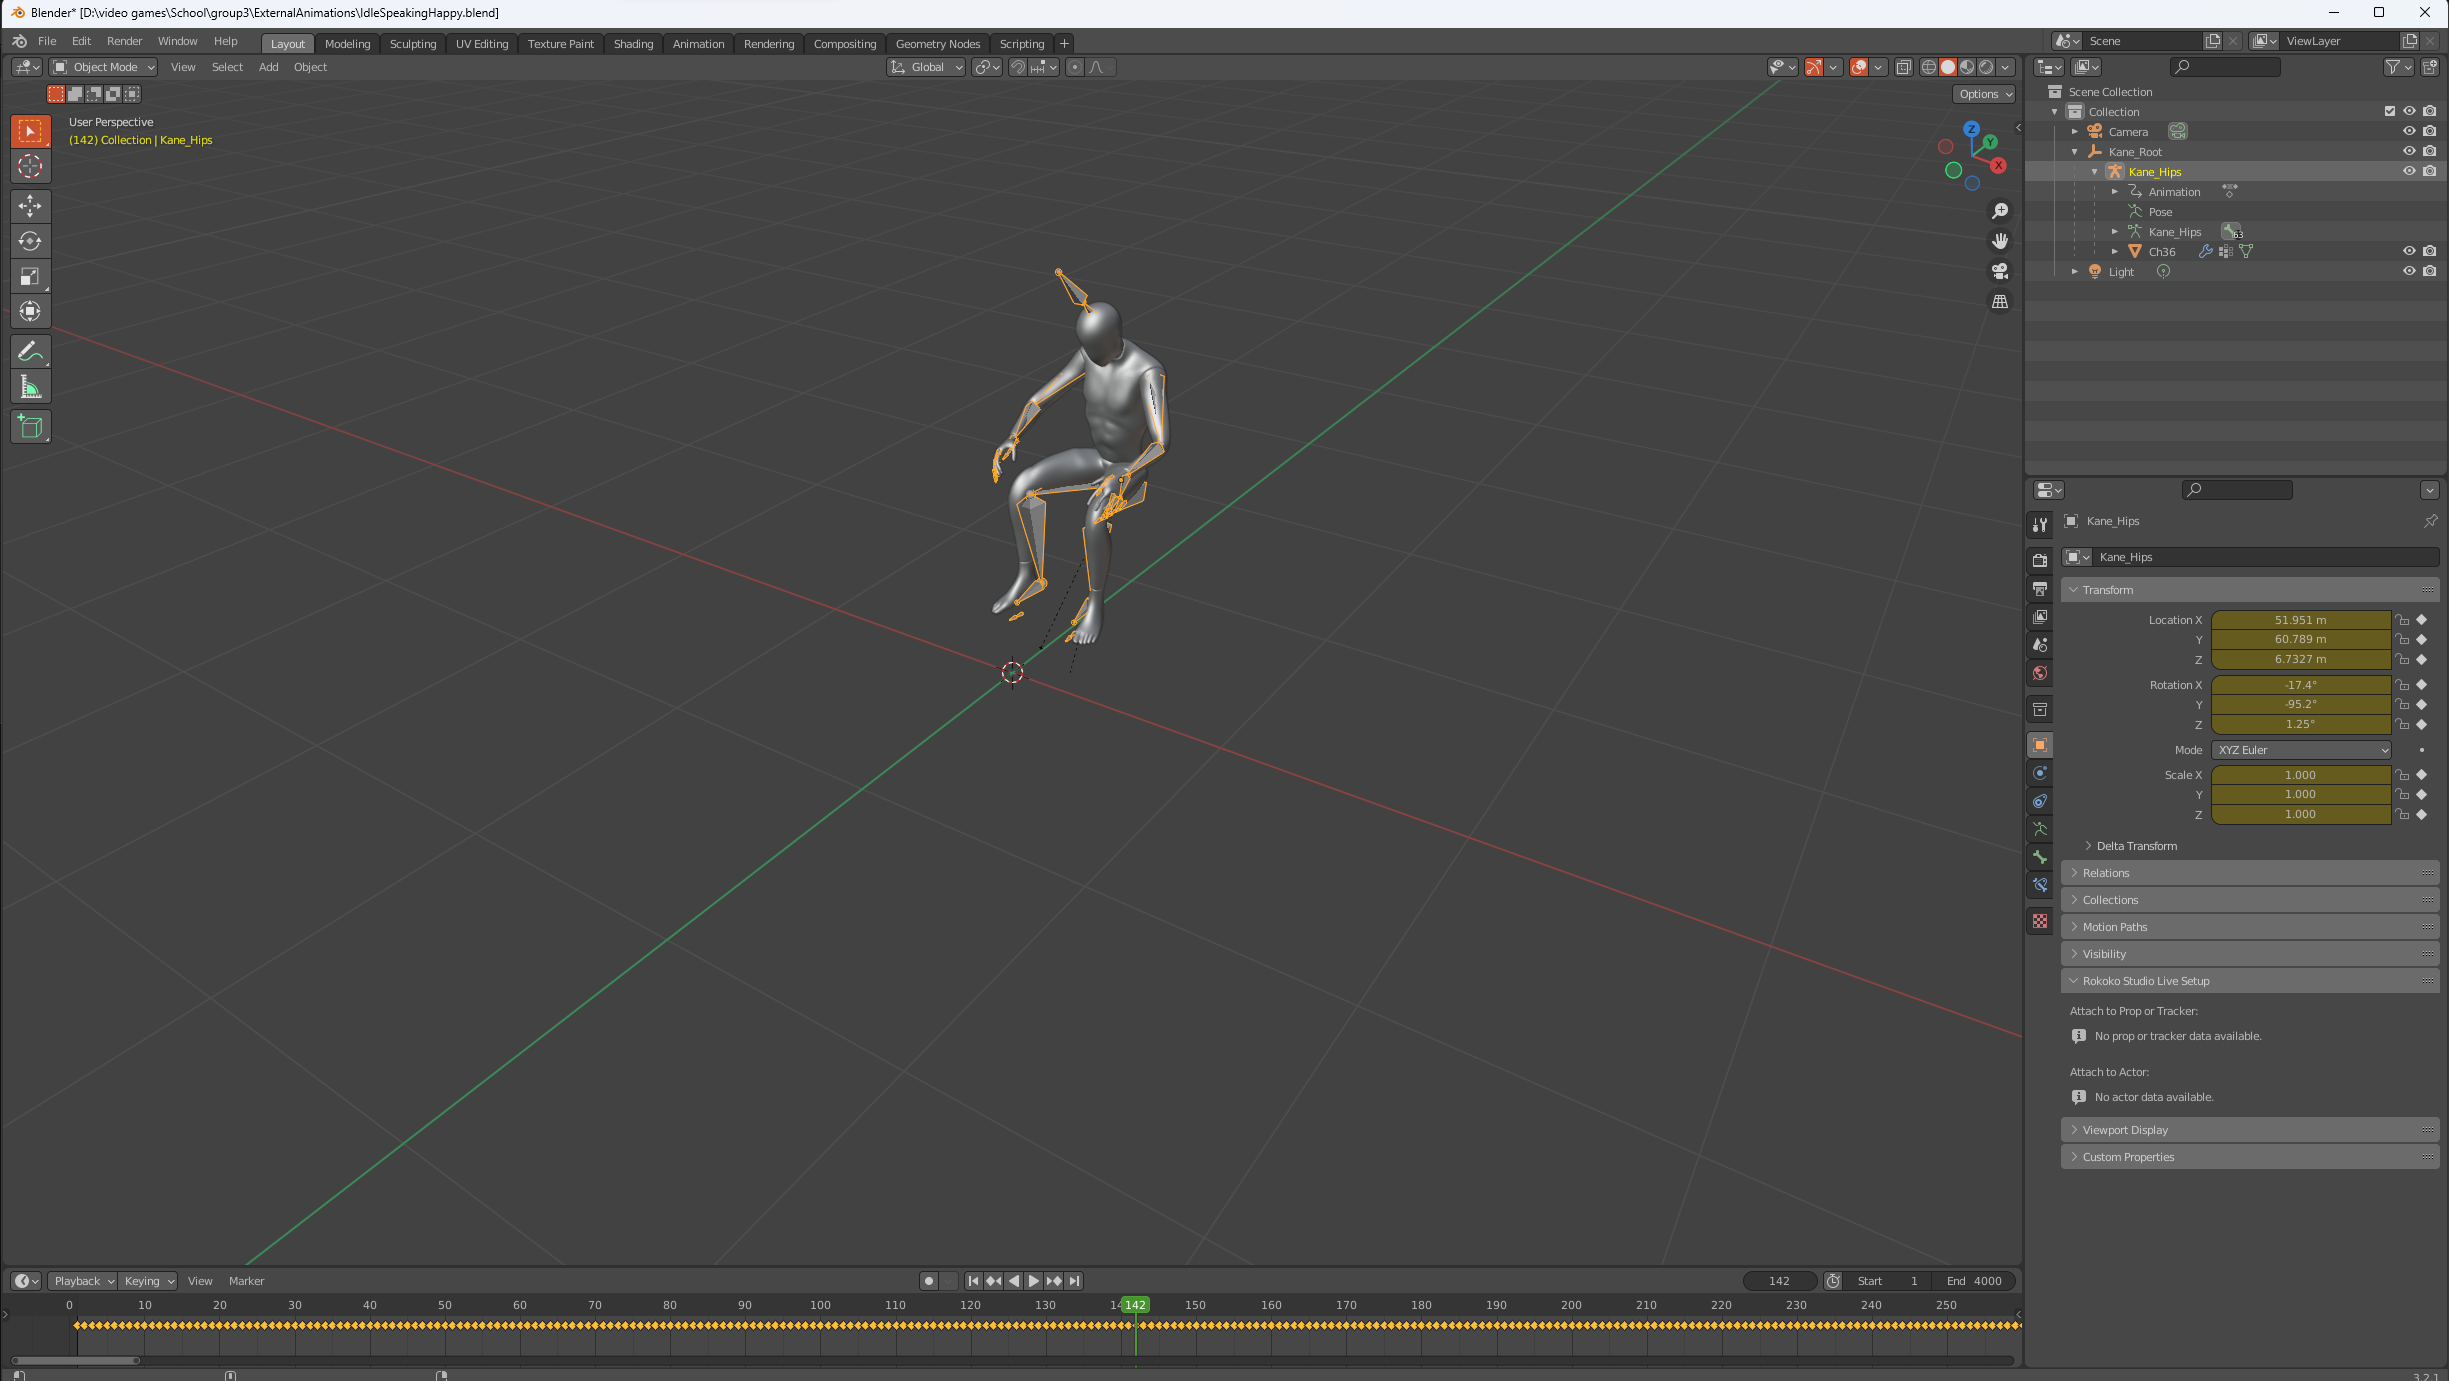 Blender* [D:\video games\School\group3\ExternalAnimations\IdleSpeakingHappy.blend]
File Edit Render Window Help Layout Modeling Sculpting UV Editing Texture Paint Shading Animation Rendering Compositing Geometry Nodes Scripting + Scene ViewLayer
Object Mode View Select Add Object Global
Options
User Perspective
(142) Collection | Kane_Hips
Z
Y
X
Scene Collection
Collection
Camera
Kane_Root
Kane_Hips
Animation
Pose
Kane_Hips 63
Ch36
Light
Kane_Hips
Kane_Hips
Transform
Location X 51.951 m
Y 60.789 m
Z 6.7327 m
Rotation X -17.4°
Y -95.2°
Z 1.25°
Mode XYZ Euler
Scale X 1.000
Y 1.000
Z 1.000
Delta Transform
Relations
Collections
Motion Paths
Visibility
Rokoko Studio Live Setup
Attach to Prop or Tracker:
No prop or tracker data available.
Attach to Actor:
No actor data available.
Viewport Display
Custom Properties
Playback Keying View Marker 142 Start 1 End 4000
0 10 20 30 40 50 60 70 80 90 100 110 120 130 142 150 160 170 180 190 200 210 220 230 240 250
3.2.1